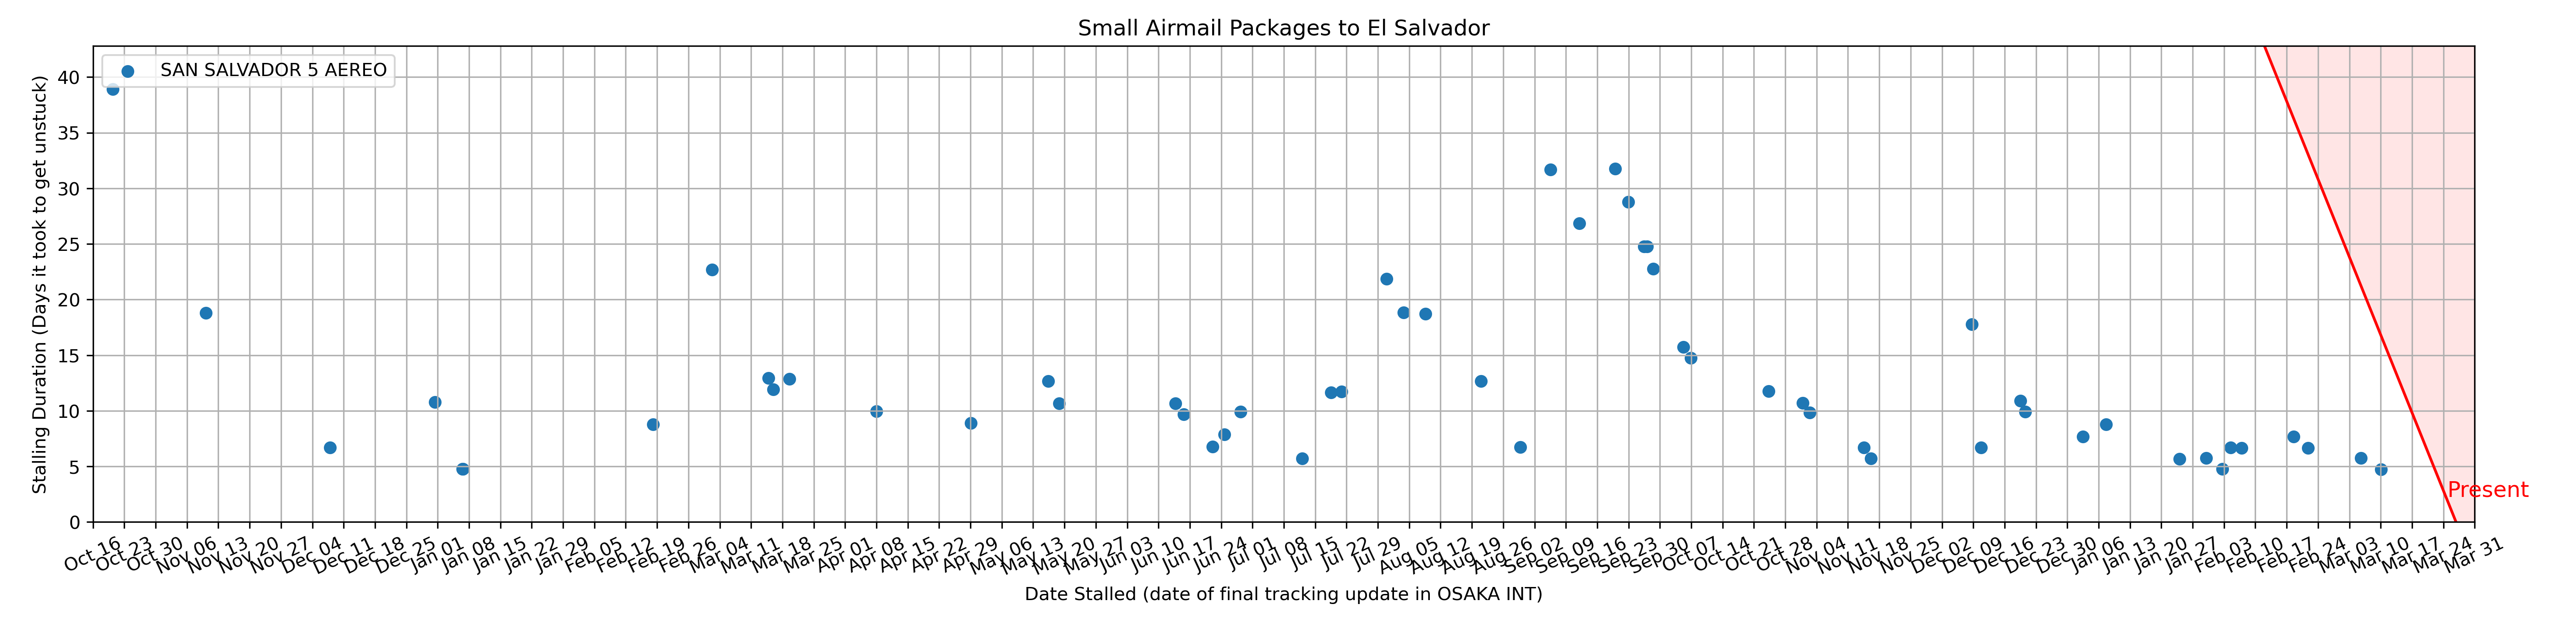 Small Airmail Packages to El Salvador
SAN SALVADOR 5 AEREO
Stalling Duration (Days it took to get unstuck)
40
35
30
25
20
15
10
5
0
Present
Oct 16
Oct 23
Oct 30
Nov 06
Nov 13
Nov 20
Nov 27
Dec 04
Dec 11
Dec 18
Dec 25
Jan 01
Jan 08
Jan 15
Jan 22
Jan 29
Feb 05
Feb 12
Feb 19
Feb 26
Mar 04
Mar 11
Mar 18
Mar 25
Apr 01
Apr 08
Apr 15
Apr 22
Apr 29
May 06
May 13
May 20
May 27
Jun 03
Jun 10
Jun 17
Jun 24
Jul 01
Jul 08
Jul 15
Jul 22
Jul 29
Aug 05
Aug 12
Aug 19
Aug 26
Sep 02
Sep 09
Sep 16
Sep 23
Sep 30
Oct 07
Oct 14
Oct 21
Oct 28
Nov 04
Nov 11
Nov 18
Nov 25
Dec 02
Dec 09
Dec 16
Dec 23
Dec 30
Jan 06
Jan 13
Jan 20
Jan 27
Feb 03
Feb 10
Feb 17
Feb 24
Mar 03
Mar 10
Mar 17
Mar 24
Mar 31
Date Stalled (date of final tracking update in OSAKA INT)